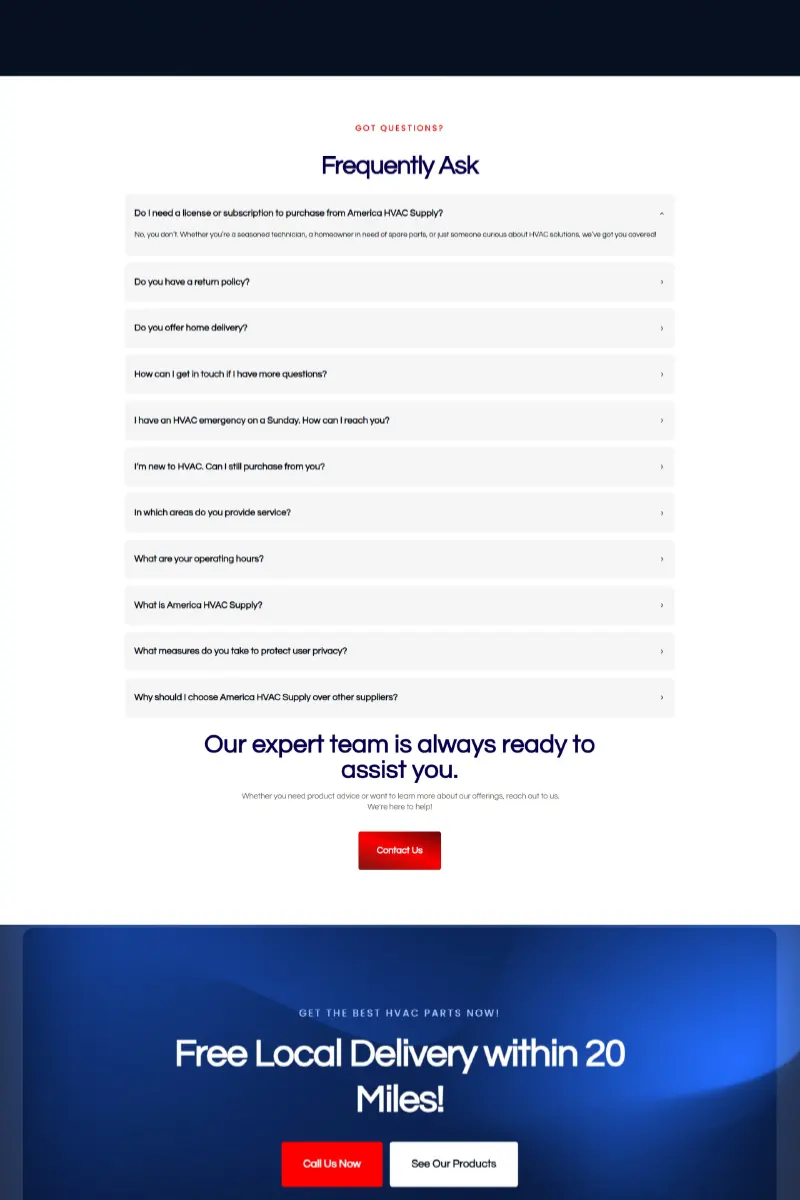 GOT QUESTIONS?
Frequently Ask
Do I need a license or subscription to purchase from America HVAC Supply?
No, you don't. Whether you're a seasoned technician, a homeowner in need of spare parts, or just someone curious about HVAC solutions, we've got you covered!
Do you have a return policy?
Do you offer home delivery?
How can I get in touch if I have more questions?
I have an HVAC emergency on a Sunday. How can I reach you?
I'm new to HVAC. Can I still purchase from you?
In which areas do you provide service?
What are your operating hours?
What is America HVAC Supply?
What measures do you take to protect user privacy?
Why should I choose America HVAC Supply over other suppliers?
Our expert team is always ready to
assist you.
Whether you need product advice or want to learn more about our offerings, reach out to us.
We're here to help!
Contact Us
GET THE BEST HVAC PARTS NOW!
Free Local Delivery within 20
Miles!
Call Us Now
See Our Products